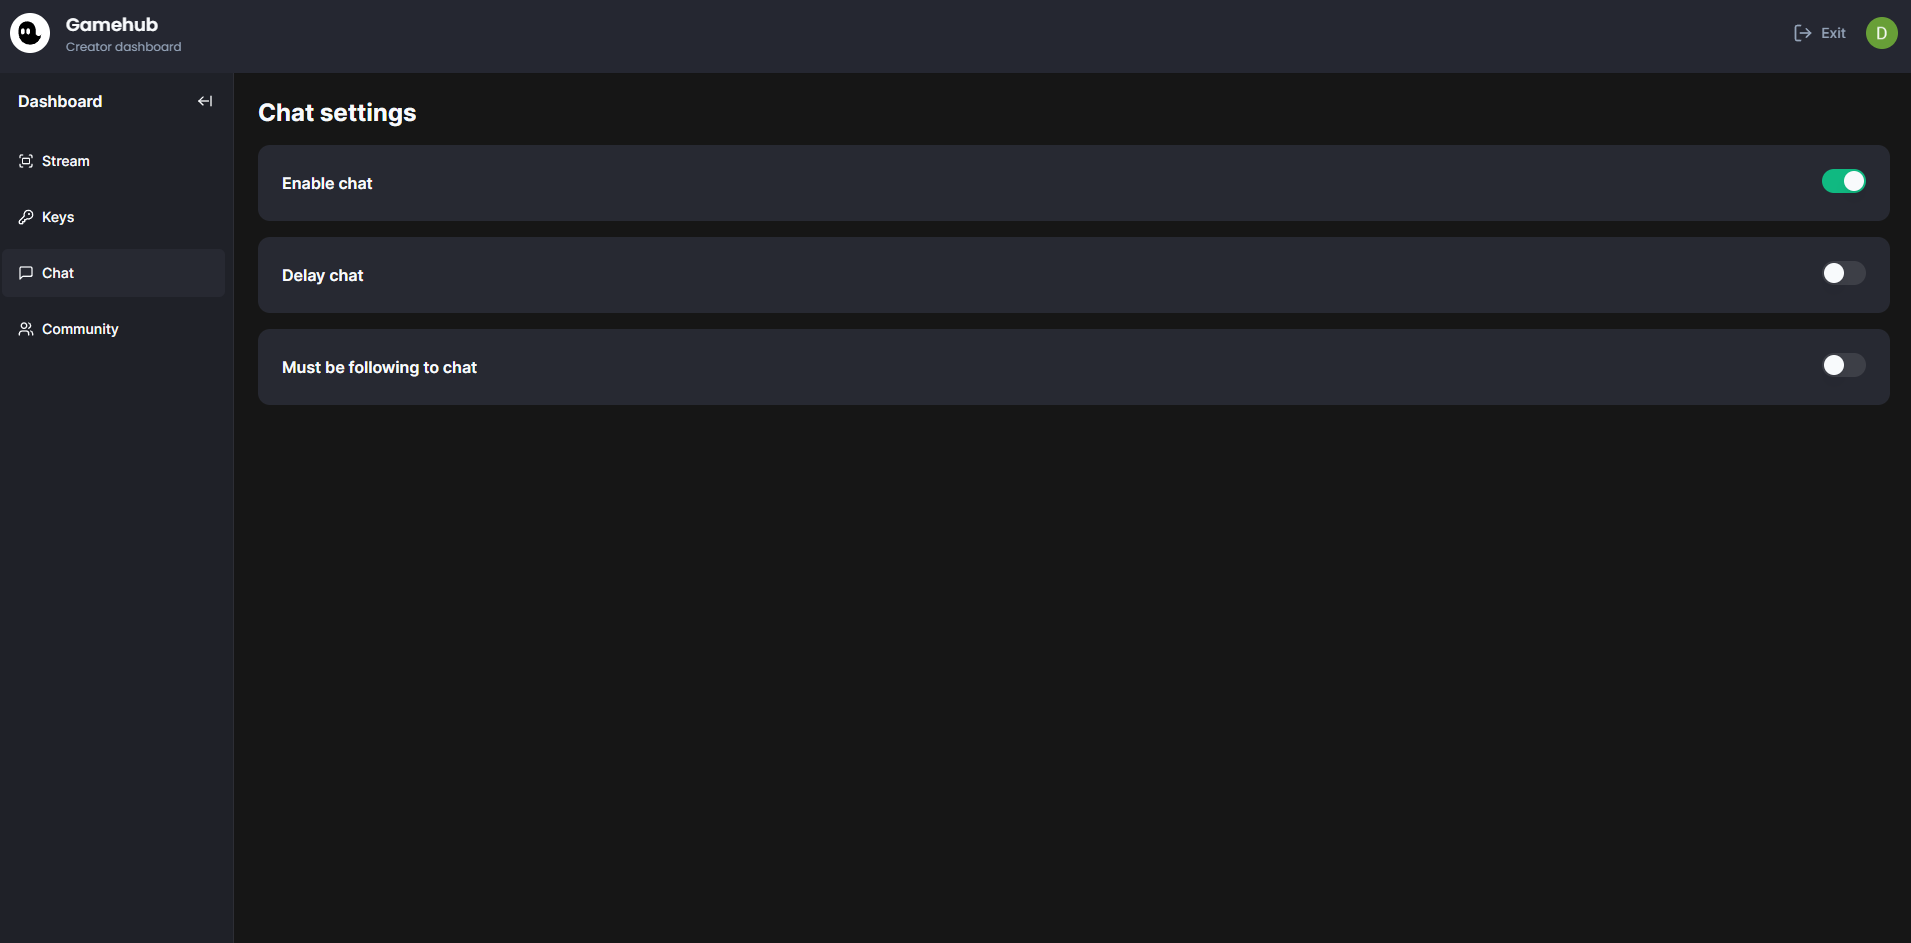 Gamehub
Creator dashboard
Exit
D
Dashboard
Stream
Keys
Chat
Community
Chat settings
Enable chat
Delay chat
Must be following to chat